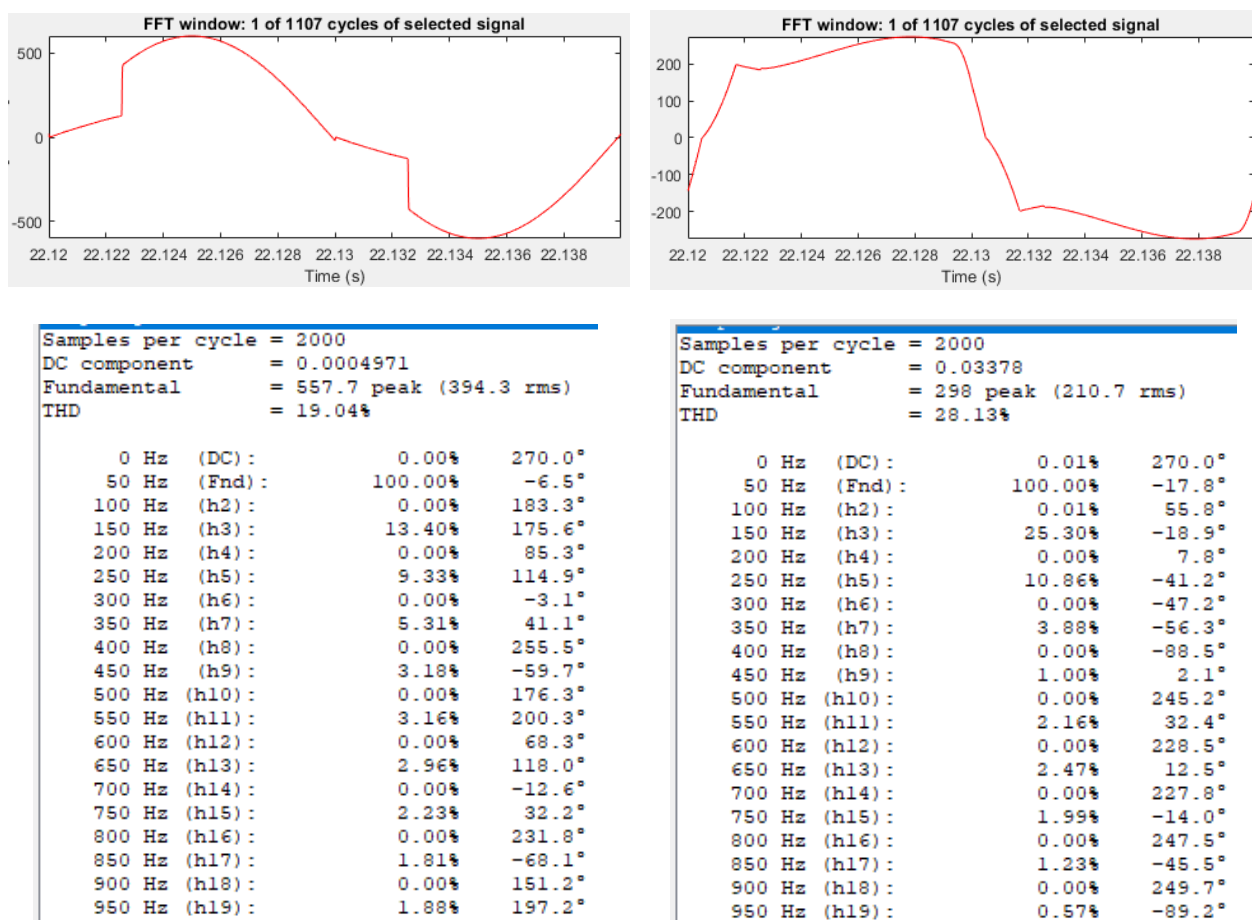 FFT window: 1 of 1107 cycles of selected signal
500
0
-500
22.12 22.122 22.124 22.126 22.128 22.13 22.132 22.134 22.136 22.138
Time (s)
FFT window: 1 of 1107 cycles of selected signal
200
100
0
-100
-200
22.12 22.122 22.124 22.126 22.128 22.13 22.132 22.134 22.136 22.138
Time (s)
Samples per cycle = 2000
DC component = 0.0004971
Fundamental = 557.7 peak (394.3 rms)
THD = 19.04%
0 Hz (DC): 0.00% 270.0°
50 Hz (Fnd): 100.00% -6.5°
100 Hz (h2): 0.00% 183.3°
150 Hz (h3): 13.40% 175.6°
200 Hz (h4): 0.00% 85.3°
250 Hz (h5): 9.33% 114.9°
300 Hz (h6): 0.00% -3.1°
350 Hz (h7): 5.31% 41.1°
400 Hz (h8): 0.00% 255.5°
450 Hz (h9): 3.18% -59.7°
500 Hz (h10): 0.00% 176.3°
550 Hz (h11): 3.16% 200.3°
600 Hz (h12): 0.00% 68.3°
650 Hz (h13): 2.96% 118.0°
700 Hz (h14): 0.00% -12.6°
750 Hz (h15): 2.23% 32.2°
800 Hz (h16): 0.00% 231.8°
850 Hz (h17): 1.81% -68.1°
900 Hz (h18): 0.00% 151.2°
950 Hz (h19): 1.88% 197.2°
Samples per cycle = 2000
DC component = 0.03378
Fundamental = 298 peak (210.7 rms)
THD = 28.13%
0 Hz (DC): 0.01% 270.0°
50 Hz (Fnd): 100.00% -17.8°
100 Hz (h2): 0.01% 55.8°
150 Hz (h3): 25.30% -18.9°
200 Hz (h4): 0.00% 7.8°
250 Hz (h5): 10.86% -41.2°
300 Hz (h6): 0.00% -47.2°
350 Hz (h7): 3.88% -56.3°
400 Hz (h8): 0.00% -88.5°
450 Hz (h9): 1.00% 2.1°
500 Hz (h10): 0.00% 245.2°
550 Hz (h11): 2.16% 32.4°
600 Hz (h12): 0.00% 228.5°
650 Hz (h13): 2.47% 12.5°
700 Hz (h14): 0.00% 227.8°
750 Hz (h15): 1.99% -14.0°
800 Hz (h16): 0.00% 247.5°
850 Hz (h17): 1.23% -45.5°
900 Hz (h18): 0.00% 249.7°
950 Hz (h19): 0.57% -89.2°